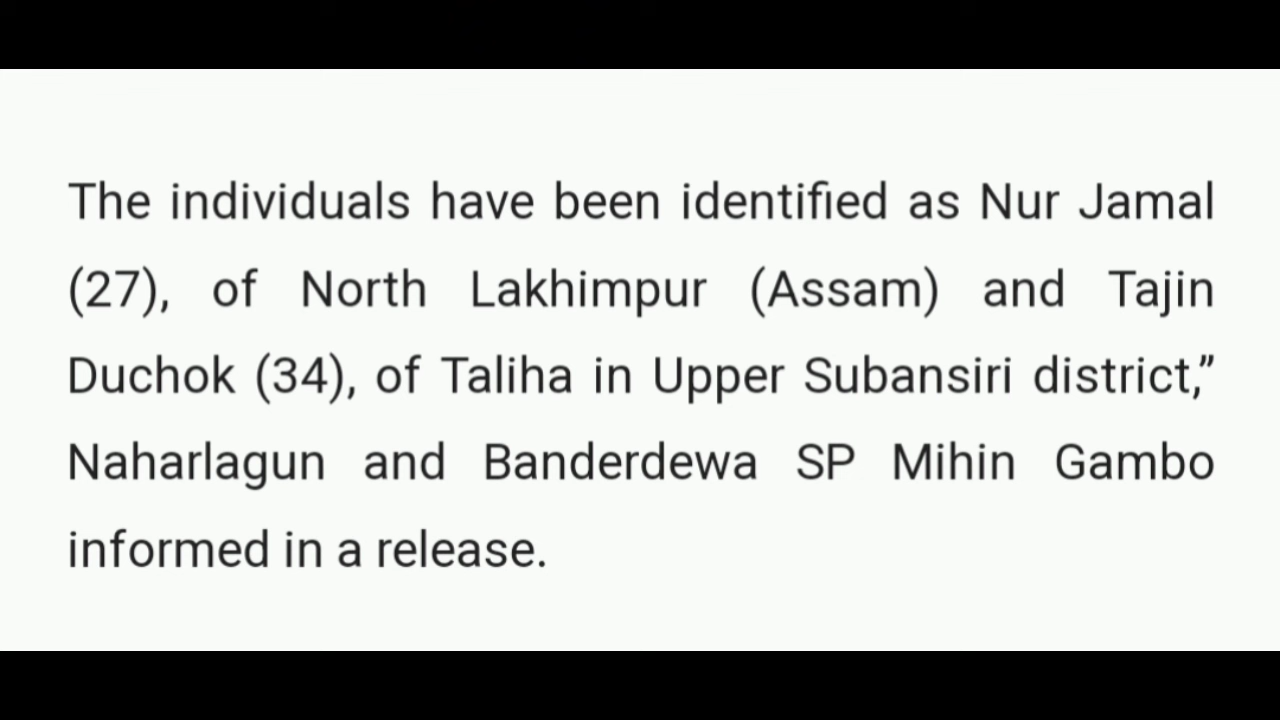 The individuals have been identified as Nur Jamal
(27), of North Lakhimpur (Assam) and Tajin
Duchok (34), of Taliha in Upper Subansiri district,”
Naharlagun and Banderdewa SP Mihin Gambo
informed in a release.